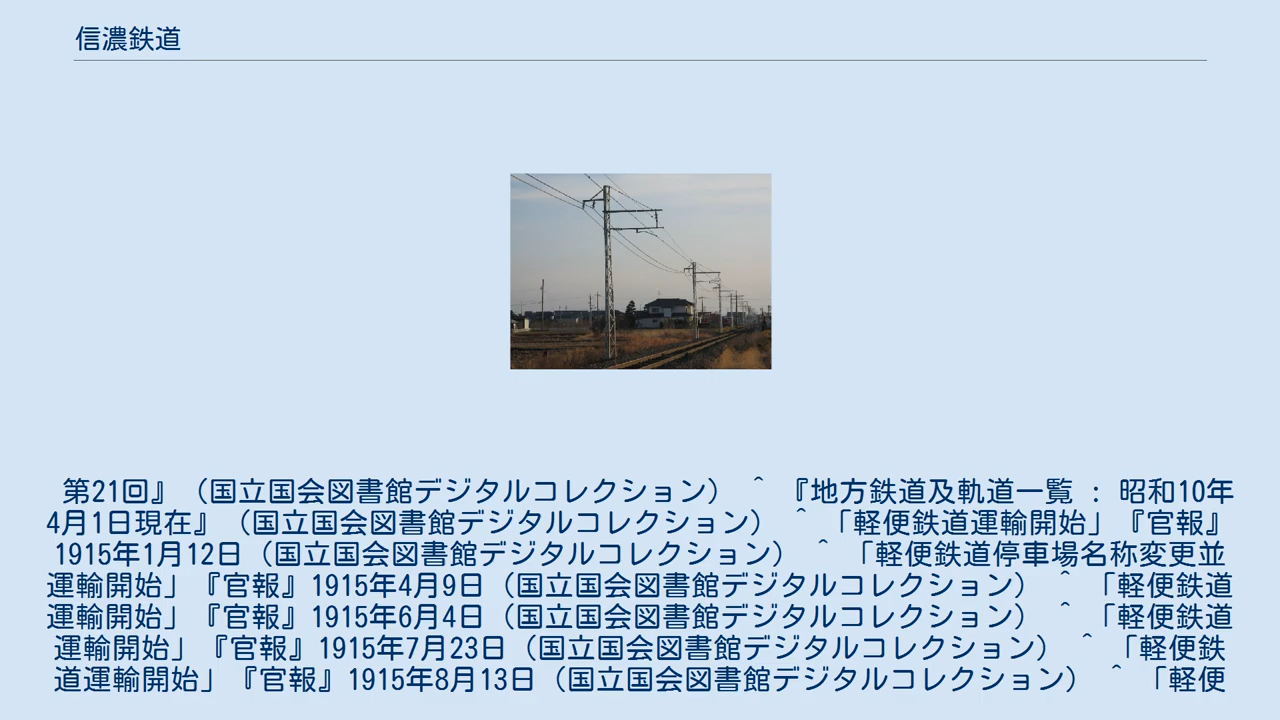 信濃鉄道
第21回』（国立国会図書館デジタルコレクション） ^ 『地方鉄道及軌道一覧 : 昭和10年
4月1日現在』（国立国会図書館デジタルコレクション） ^ 「軽便鉄道運輸開始」『官報』
1915年1月12日（国立国会図書館デジタルコレクション） ^ 「軽便鉄道停車場名称変更並
運輸開始」『官報』1915年4月9日（国立国会図書館デジタルコレクション） ^ 「軽便鉄道
運輸開始」『官報』1915年6月4日（国立国会図書館デジタルコレクション） ^ 「軽便鉄道
運輸開始」『官報』1915年7月23日（国立国会図書館デジタルコレクション） ^ 「軽便鉄
道運輸開始」『官報』1915年8月13日（国立国会図書館デジタルコレクション） ^ 「軽便